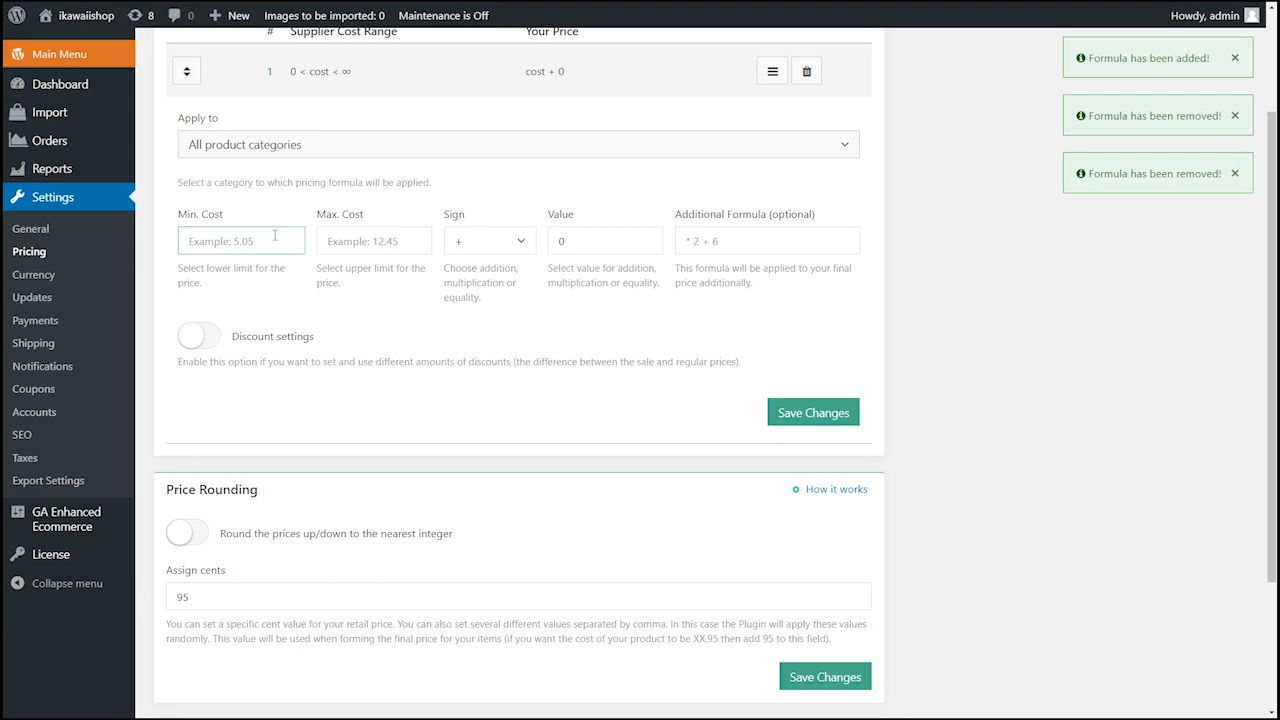 ikawaiishop
8
0
New
Images to be imported: 0
Maintenance is Off
Howdy, admin
Main Menu
Dashboard
Import
Orders
Reports
Settings
General
Pricing
Currency
Updates
Payments
Shipping
Notifications
Coupons
Accounts
SEO
Taxes
Export Settings
GA Enhanced
Ecommerce
License
Collapse menu
# Supplier Cost Range Your Price
1 0 < cost < ∞ cost + 0
Apply to
All product categories
Select a category to which pricing formula will be applied.
Min. Cost
Example: 5.05
Select lower limit for the
price.
Max. Cost
Example: 12.45
Select upper limit for the
price.
Sign
+
Choose addition,
multiplication or
equality.
Value
0
Select value for addition,
multiplication or equality.
Additional Formula (optional)
* 2 + 6
This formula will be applied to your final
price additionally.
Discount settings
Enable this option if you want to set and use different amounts of discounts (the difference between the sale and regular prices).
Save Changes
Price Rounding
How it works
Round the prices up/down to the nearest integer
Assign cents
95
You can set a specific cent value for your retail price. You can also set several different values separated by comma. In this case the Plugin will apply these values
randomly. This value will be used when forming the final price for your items (if you want the cost of your product to be XX.95 then add 95 to this field).
Save Changes
Formula has been added!
Formula has been removed!
Formula has been removed!